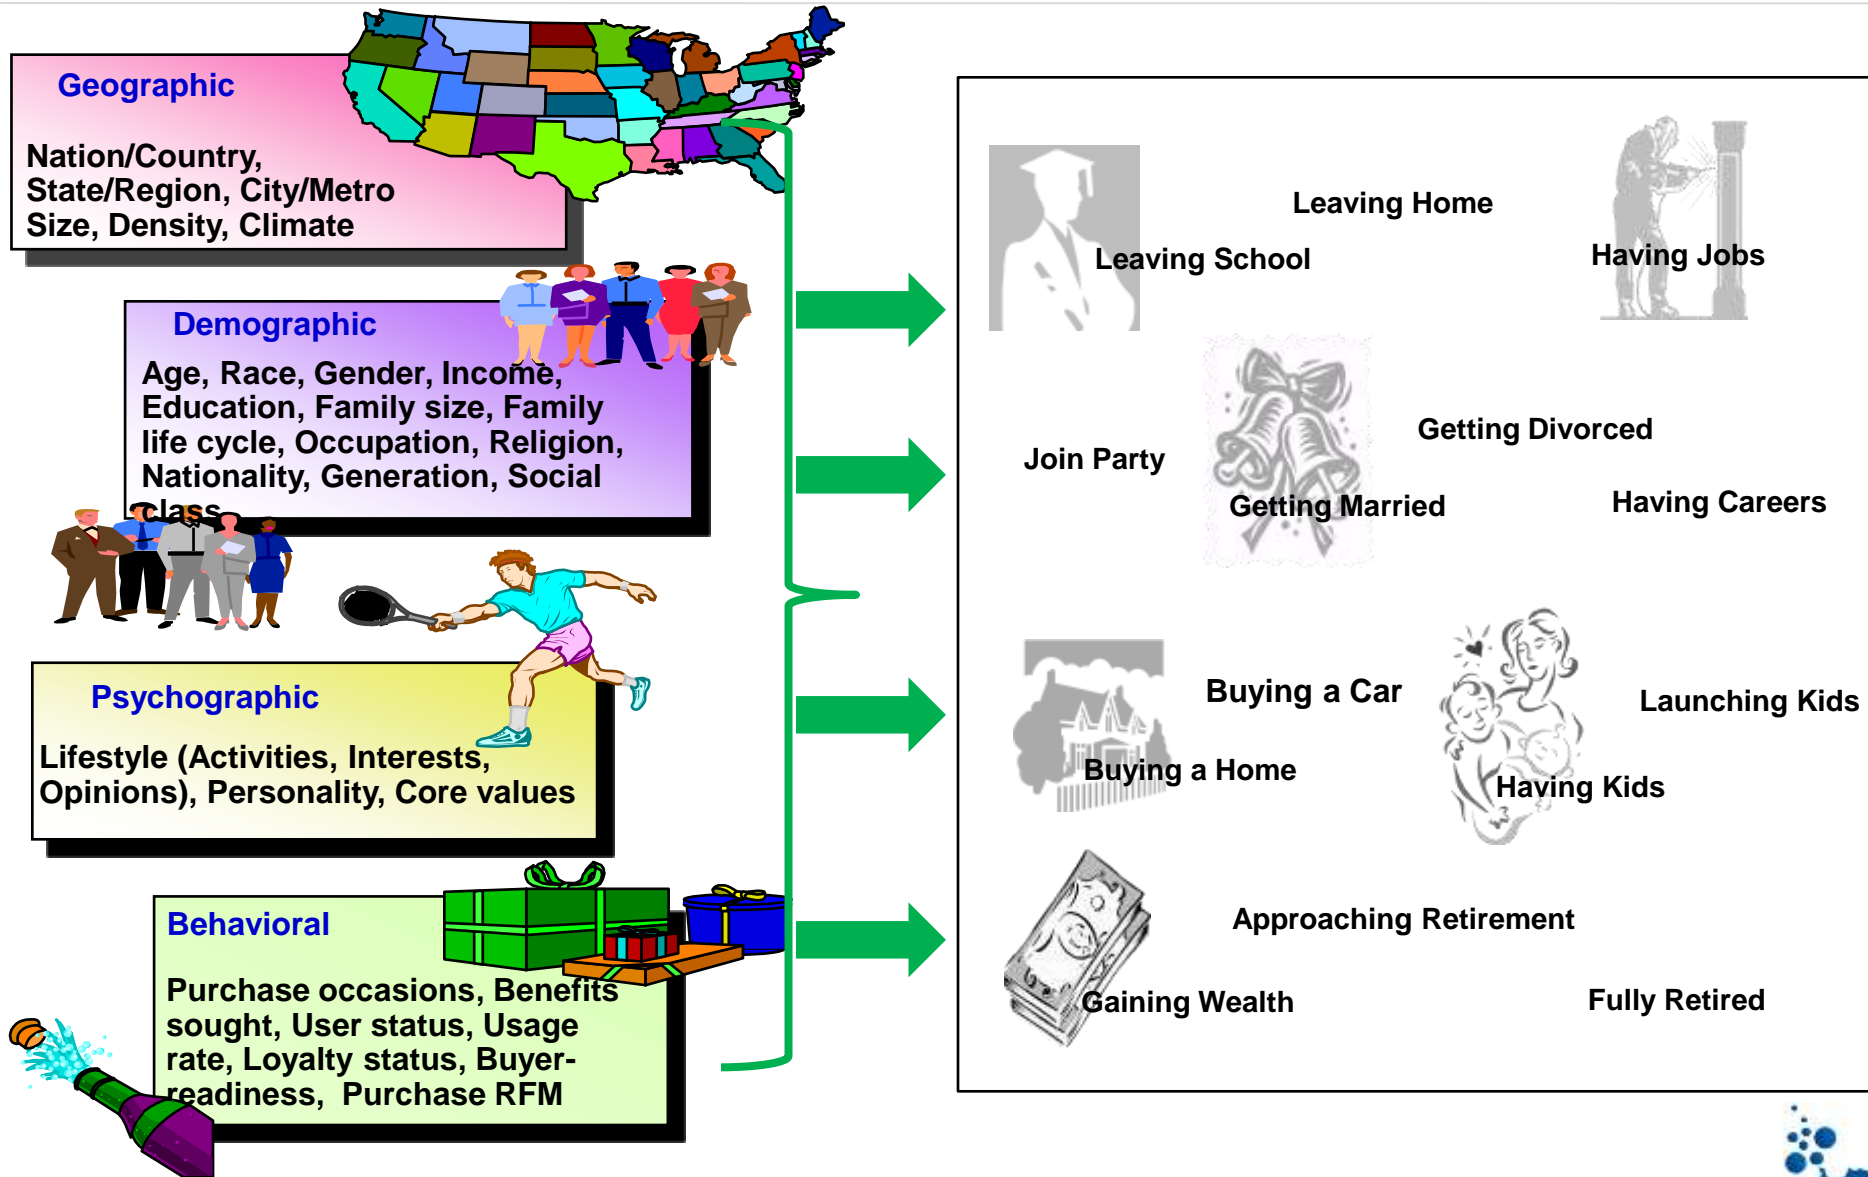 Geographic
Nation/Country,
State/Region, City/Metro
Size, Density, Climate
Demographic
Age, Race, Gender, Income,
Education, Family size, Family
life cycle, Occupation, Religion,
Nationality, Generation, Social
class
Psychographic
Lifestyle (Activities, Interests,
Opinions), Personality, Core values
Behavioral
Purchase occasions, Benefits
sought, User status, Usage
rate, Loyalty status, Buyer-
readiness, Purchase RFM
Leaving Home
Leaving School
Having Jobs
Getting Divorced
Join Party
Getting Married
Having Careers
Buying a Car
Launching Kids
Buying a Home
Having Kids
Approaching Retirement
Gaining Wealth
Fully Retired